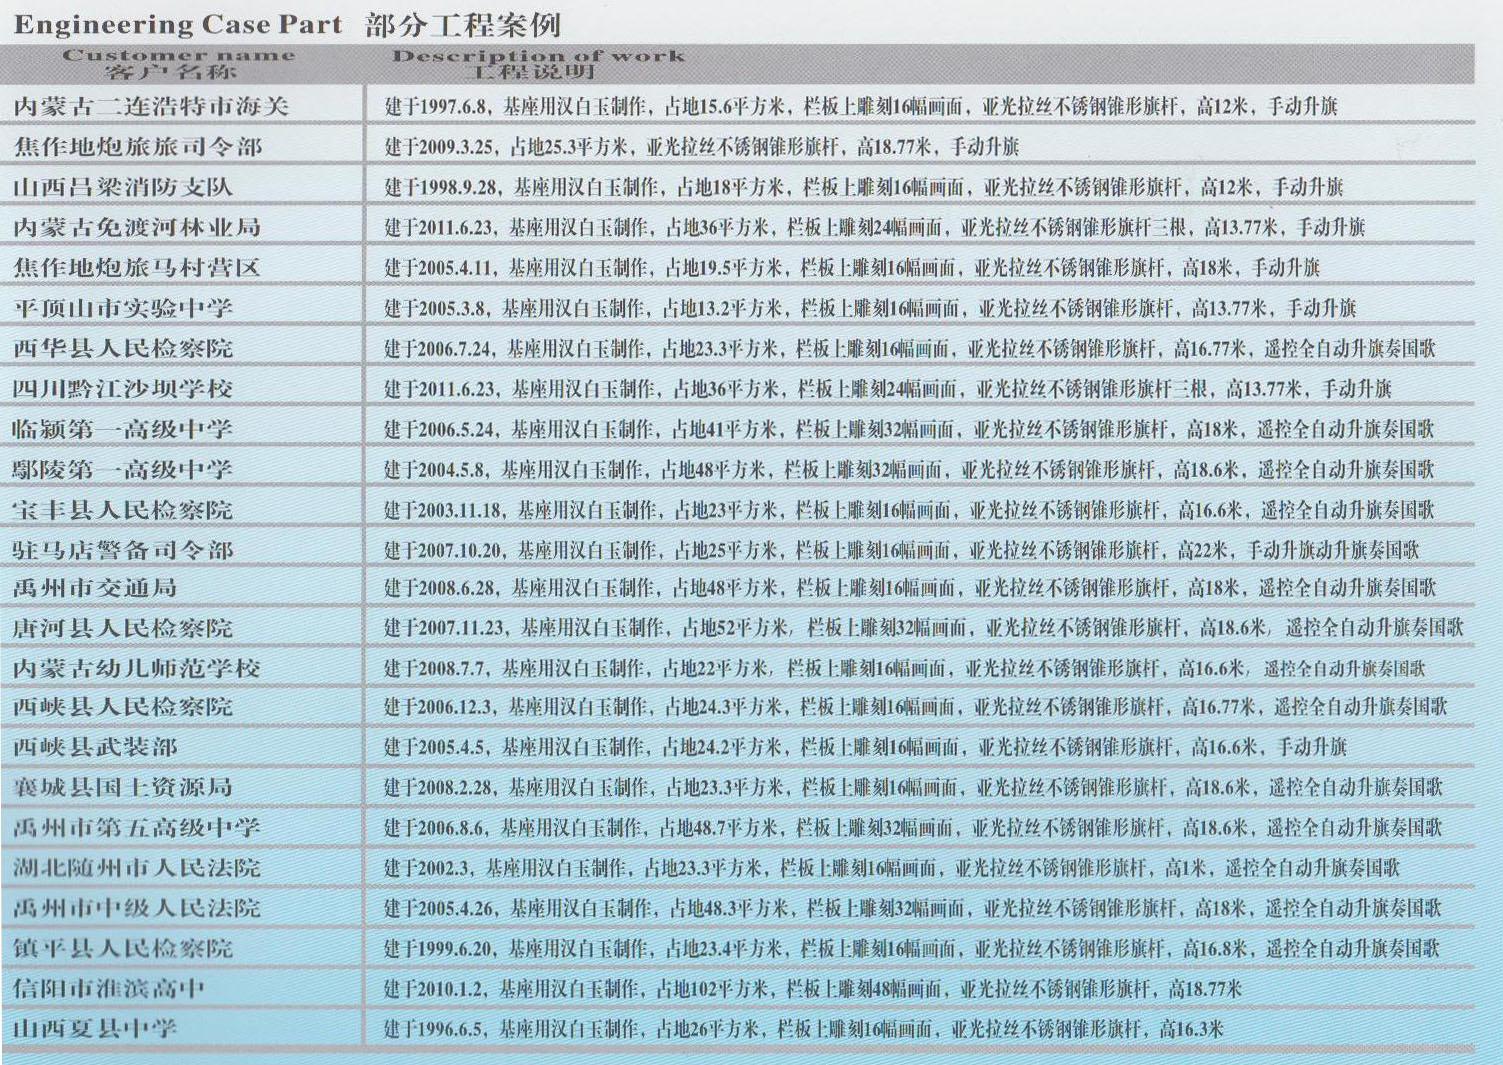 Engineering Case Part 部分工程案例
Customer name Description of work
客户名称 工程说明
内蒙古二连浩特市海关 建于1997.6.8，基座用汉白玉制作，占地15.6平方米，栏板上雕刻16幅画面，亚光拉丝不锈钢锥形旗杆，高12米，手动升旗
焦作地炮旅旅司令部 建于2009.3.25，占地25.3平方米，亚光拉丝不锈钢锥形旗杆，高18.77米，手动升旗
山西吕梁消防支队 建于1998.9.28，基座用汉白玉制作，占地18平方米，栏板上雕刻16幅画面，亚光拉丝不锈钢锥形旗杆，高12米，手动升旗
内蒙古免渡河林业局 建于2011.6.23，基座用汉白玉制作，占地36平方米，栏板上雕刻24幅画面，亚光拉丝不锈钢锥形旗杆三根，高13.77米，手动升旗
焦作地炮旅马村营区 建于2005.4.11，基座用汉白玉制作，占地19.5平方米，栏板上雕刻16幅画面，亚光拉丝不锈钢锥形旗杆，高18米，手动升旗
平顶山市实验中学 建于2005.3.8，基座用汉白玉制作，占地13.2平方米，栏板上雕刻16幅画面，亚光拉丝不锈钢锥形旗杆，高13.77米，手动升旗
西华县人民检察院 建于2006.7.24，基座用汉白玉制作，占地23.3平方米，栏板上雕刻16幅画面，亚光拉丝不锈钢锥形旗杆，高16.77米，遥控全自动升旗奏国歌
四川黔江沙坝学校 建于2011.6.23，基座用汉白玉制作，占地36平方米，栏板上雕刻24幅画面，亚光拉丝不锈钢锥形旗杆三根，高13.77米，手动升旗
临颍第一高级中学 建于2006.5.24，基座用汉白玉制作，占地41平方米，栏板上雕刻32幅画面，亚光拉丝不锈钢锥形旗杆，高18米，遥控全自动升旗奏国歌
鄢陵第一高级中学 建于2004.5.8，基座用汉白玉制作，占地48平方米，栏板上雕刻32幅画面，亚光拉丝不锈钢锥形旗杆，高18.6米，遥控全自动升旗奏国歌
宝丰县人民检察院 建于2003.11.18，基座用汉白玉制作，占地23平方米，栏板上雕刻16幅画面，亚光拉丝不锈钢锥形旗杆，高16.6米，遥控全自动升旗奏国歌
驻马店警备司令部 建于2007.10.20，基座用汉白玉制作，占地25平方米，栏板上雕刻16幅画面，亚光拉丝不锈钢锥形旗杆，高22米，手动升旗动升旗奏国歌
禹州市交通局 建于2008.6.28，基座用汉白玉制作，占地48平方米，栏板上雕刻16幅画面，亚光拉丝不锈钢锥形旗杆，高18米，遥控全自动升旗奏国歌
唐河县人民检察院 建于2007.11.23，基座用汉白玉制作，占地52平方米，栏板上雕刻32幅画面，亚光拉丝不锈钢锥形旗杆，高18.6米，遥控全自动升旗奏国歌
内蒙古幼儿师范学校 建于2008.7.7，基座用汉白玉制作，占地22平方米，栏板上雕刻16幅画面，亚光拉丝不锈钢锥形旗杆，高16.6米，遥控全自动升旗奏国歌
西峡县人民检察院 建于2006.12.3，基座用汉白玉制作，占地24.3平方米，栏板上雕刻16幅画面，亚光拉丝不锈钢锥形旗杆，高16.77米，遥控全自动升旗奏国歌
西峡县武装部 建于2005.4.5，基座用汉白玉制作，占地24.2平方米，栏板上雕刻16幅画面，亚光拉丝不锈钢锥形旗杆，高16.6米，手动升旗
襄城县国土资源局 建于2008.2.28，基座用汉白玉制作，占地23.3平方米，栏板上雕刻16幅画面，亚光拉丝不锈钢锥形旗杆，高18.6米，遥控全自动升旗奏国歌
禹州市第五高级中学 建于2006.8.6，基座用汉白玉制作，占地48.7平方米，栏板上雕刻32幅画面，亚光拉丝不锈钢锥形旗杆，高18.6米，遥控全自动升旗奏国歌
湖北随州市人民法院 建于2002.3，基座用汉白玉制作，占地23.3平方米，栏板上雕刻16幅画面，亚光拉丝不锈钢锥形旗杆，高1米，遥控全自动升旗奏国歌
禹州市中级人民法院 建于2005.4.26，基座用汉白玉制作，占地48.3平方米，栏板上雕刻32幅画面，亚光拉丝不锈钢锥形旗杆，高18米，遥控全自动升旗奏国歌
镇平县人民检察院 建于1999.6.20，基座用汉白玉制作，占地23.4平方米，栏板上雕刻16幅画面，亚光拉丝不锈钢锥形旗杆，高16.8米，遥控全自动升旗奏国歌
信阳市淮滨高中 建于2010.1.2，基座用汉白玉制作，占地102平方米，栏板上雕刻48幅画面，亚光拉丝不锈钢锥形旗杆，高18.77米
山西夏县中学 建于1996.6.5，基座用汉白玉制作，占地26平方米，栏板上雕刻16幅画面，亚光拉丝不锈钢锥形旗杆，高16.3米